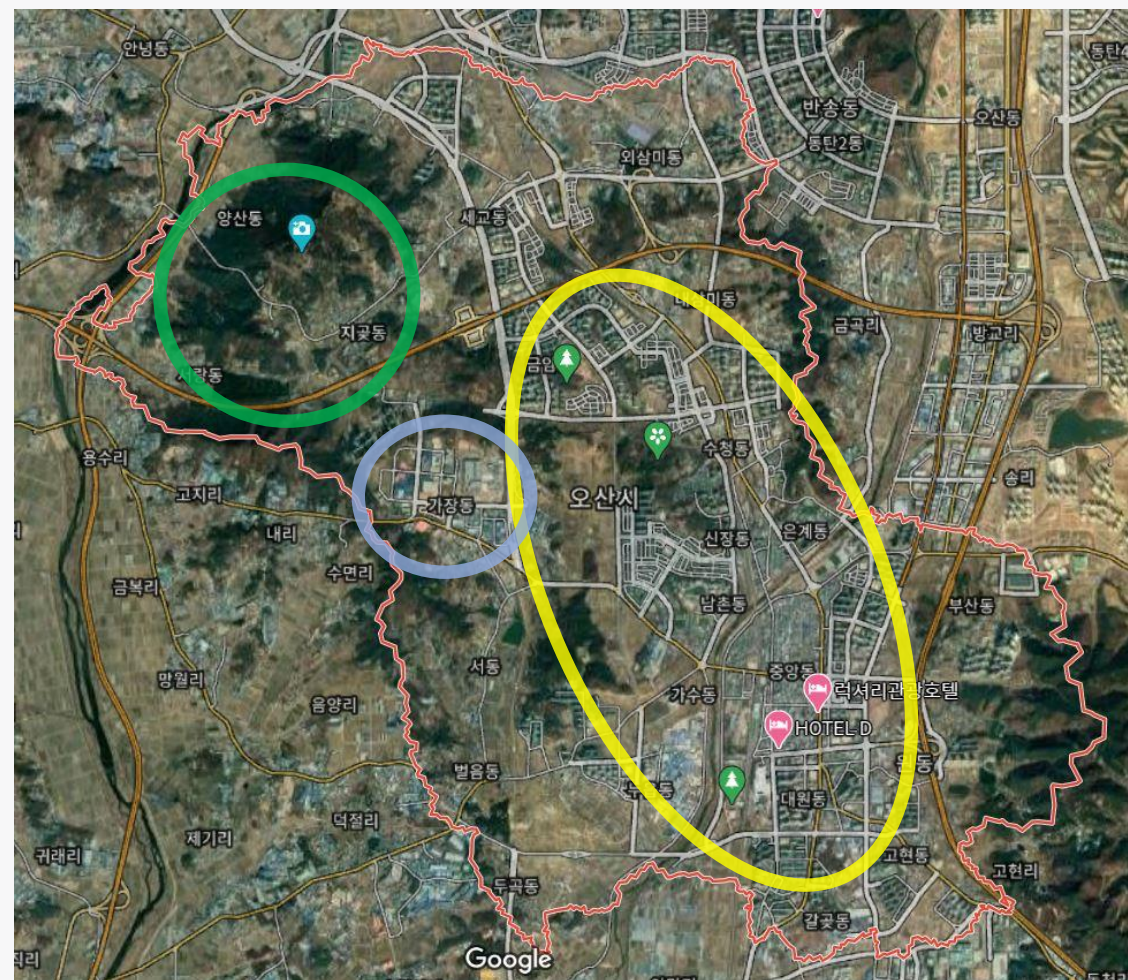 안녕동
동탄4
반송동
오산동
동탄2동
외삼미동
양산동
세교동
내삼미동
금곡리
방교리
지곶동
서랑동
금암
수청동
용수리
송리
고지리
가장동
오산시
내리
신장동
은계동
수면리
금복리
남촌동
부산동
서동
중앙동
망월리
가수동
럭셔리관광호텔
음양리
HOTEL D
벌음동
대원동
덕절리
제기리
귀래리
고현동
두곡동
고현리
갈곶동
Google